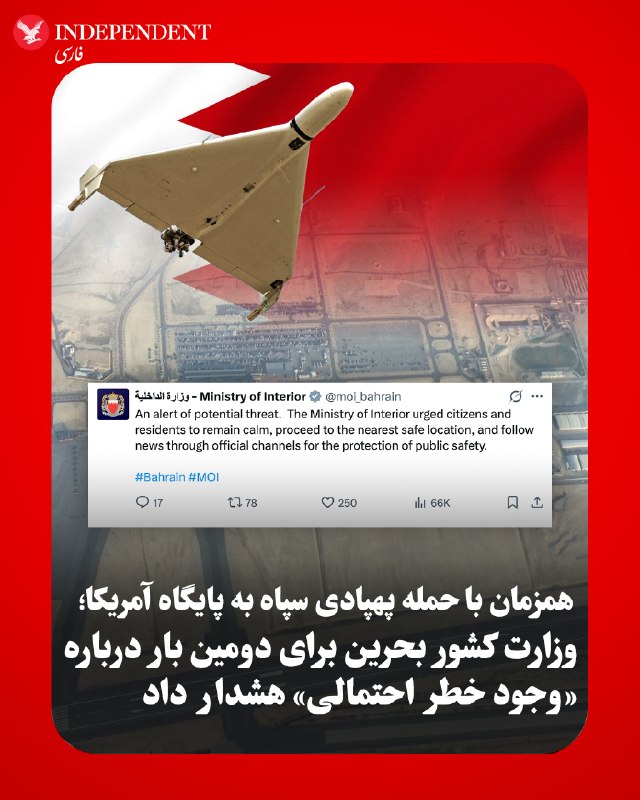 INDEPENDENT
فارسی
وزارة الداخلية - Ministry of Interior @moi_bahrain
An alert of potential threat. The Ministry of Interior urged citizens and
residents to remain calm, proceed to the nearest safe location, and follow
news through official channels for the protection of public safety.
#Bahrain #MOI
17 78 250 66K
همزمان با حمله پهپادی سپاه به پایگاه آمریکا؛
وزارت کشور بحرین برای دومین بار درباره
«وجود خطر احتمالی» هشدار داد